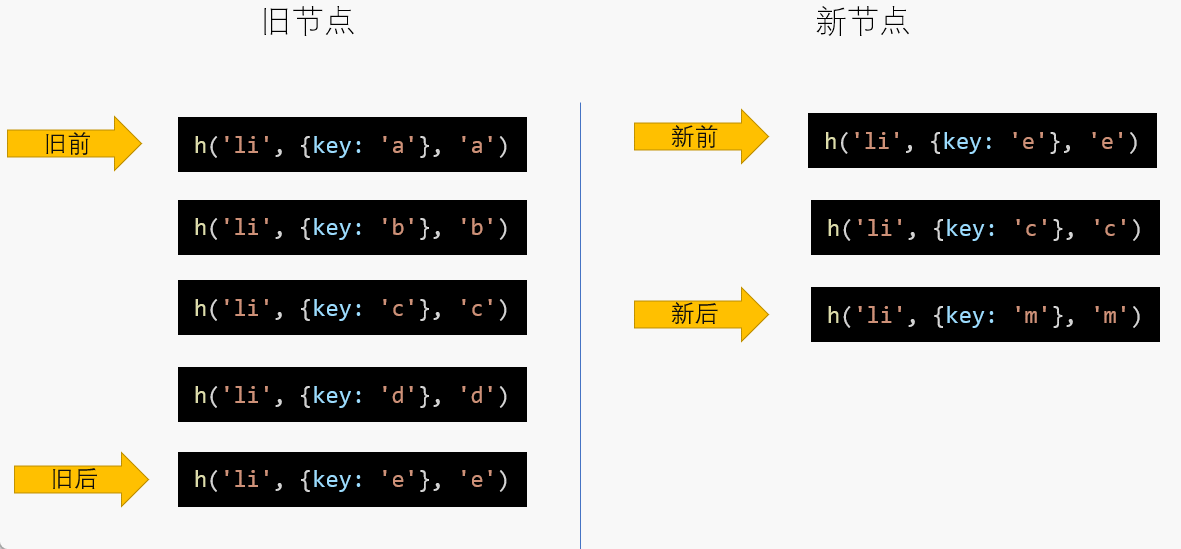 旧节点
旧前
h('li', {key: 'a'}, 'a')
h('li', {key: 'b'}, 'b')
h('li', {key: 'c'}, 'c')
h('li', {key: 'd'}, 'd')
旧后
h('li', {key: 'e'}, 'e')
新节点
新前
h('li', {key: 'e'}, 'e')
h('li', {key: 'c'}, 'c')
新后
h('li', {key: 'm'}, 'm')